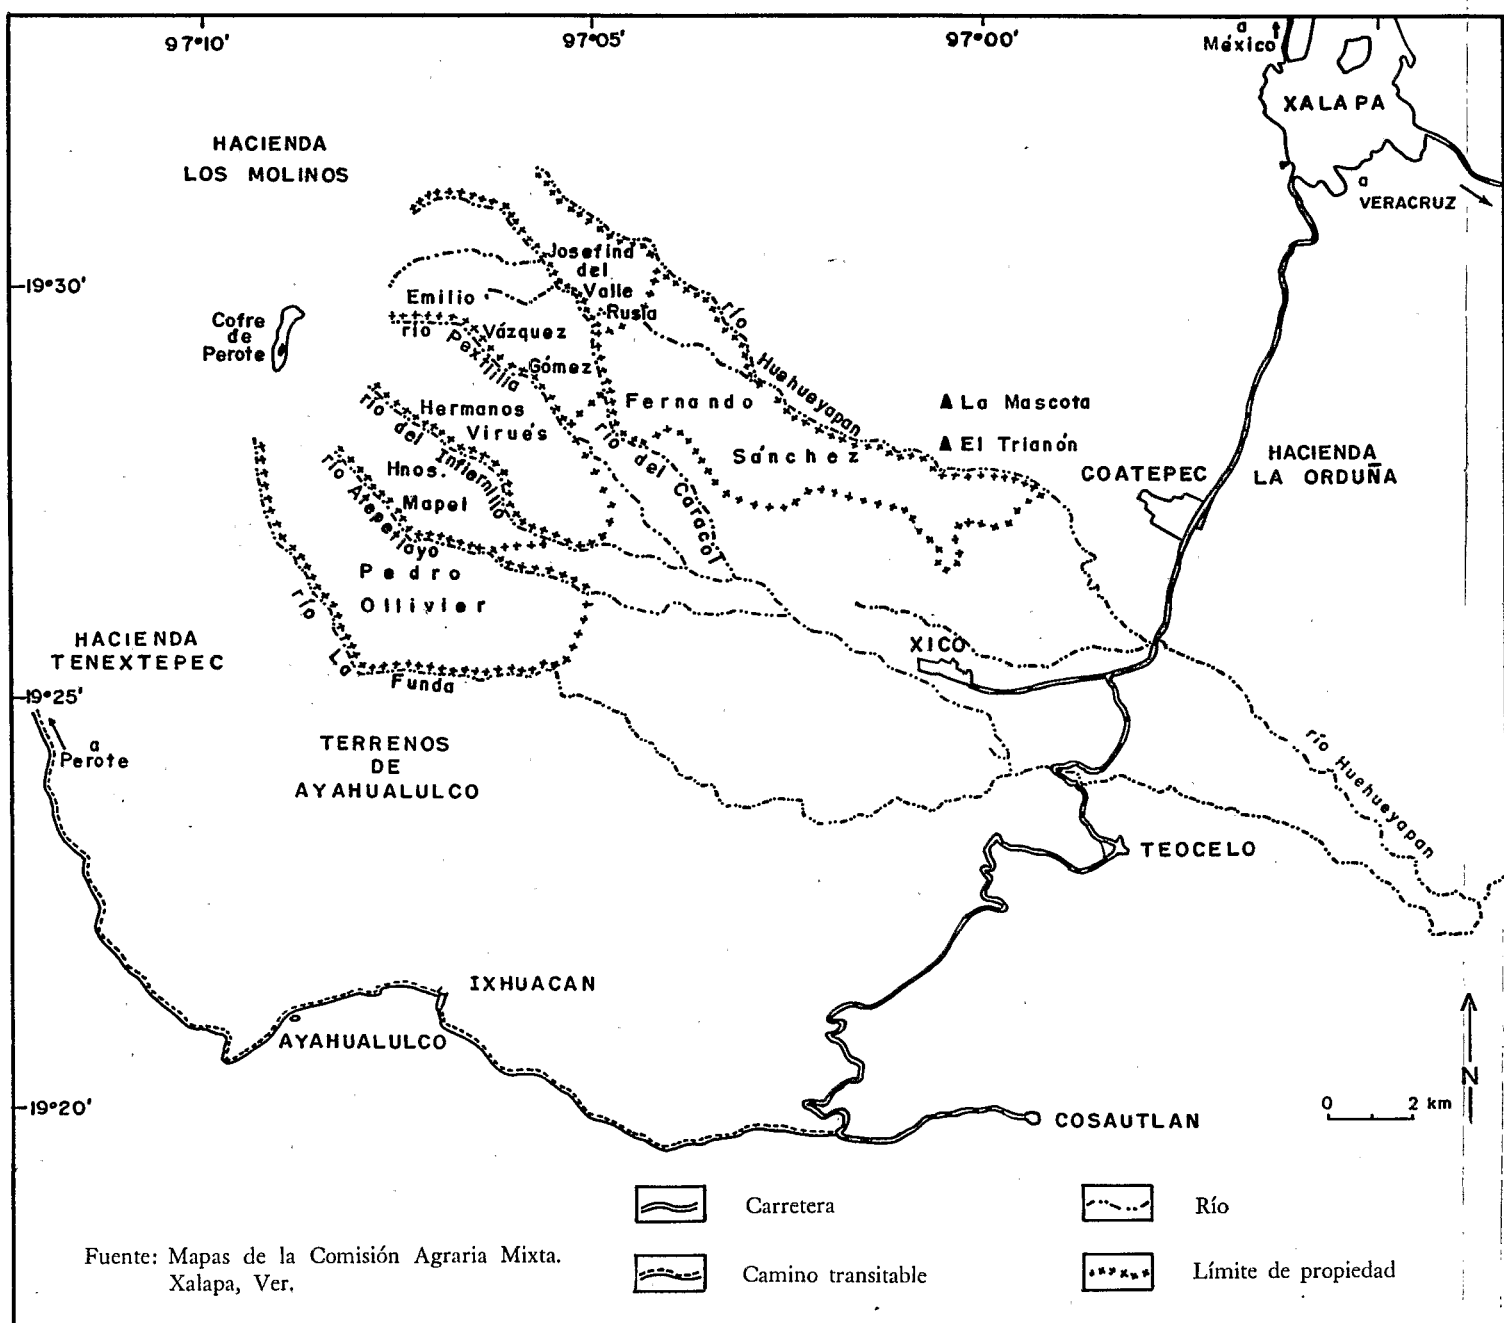 97°10'
97°05'
97°00'
a
México
XALAPA
HACIENDA
LOS MOLINOS
a
VERACRUZ
19°30'
Josefind
del
Valle
Rusia
Emilio
Vázquez
Gómez
Cofre
de
Perote
río Pextlilia
río Huehueyapan
Hermanos
Virués
Fernando
Sánchez
La Mascota
El Trianón
río del Infiernillo
río del Caracol
Hnos.
Mapel
COATEPEC
HACIENDA
LA ORDUÑA
río Atepetlayo
Pedro
Ollivier
río La Funda
HACIENDA
TENEXTEPEC
XICO
19°25'
a
Perote
TERRENOS
DE
AYAHUALULCO
río Huehueyapan
TEOCELO
IXHUACAN
AYAHUALULCO
N
19°20'
0 2 km
COSAUTLAN
Carretera
Río
Fuente: Mapas de la Comisión Agraria Mixta.
Xalapa, Ver.
Camino transitable
Límite de propiedad